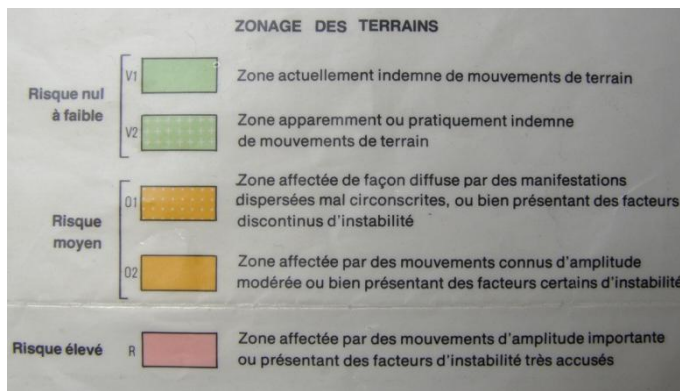 ZONAGE DES TERRAINS
Risque nul
à faible
V1
Zone actuellement indemne de mouvements de terrain
V2
Zone apparemment ou pratiquement indemne
de mouvements de terrain
Risque
moyen
O1
Zone affectée de façon diffuse par des manifestations
dispersées mal circonscrites, ou bien présentant des facteurs
discontinus d'instabilité
O2
Zone affectée par des mouvements connus d'amplitude
modérée ou bien présentant des facteurs certains d'instabilité
Risque élevé
R
Zone affectée par des mouvements d'amplitude importante
ou présentant des facteurs d'instabilité très accusés